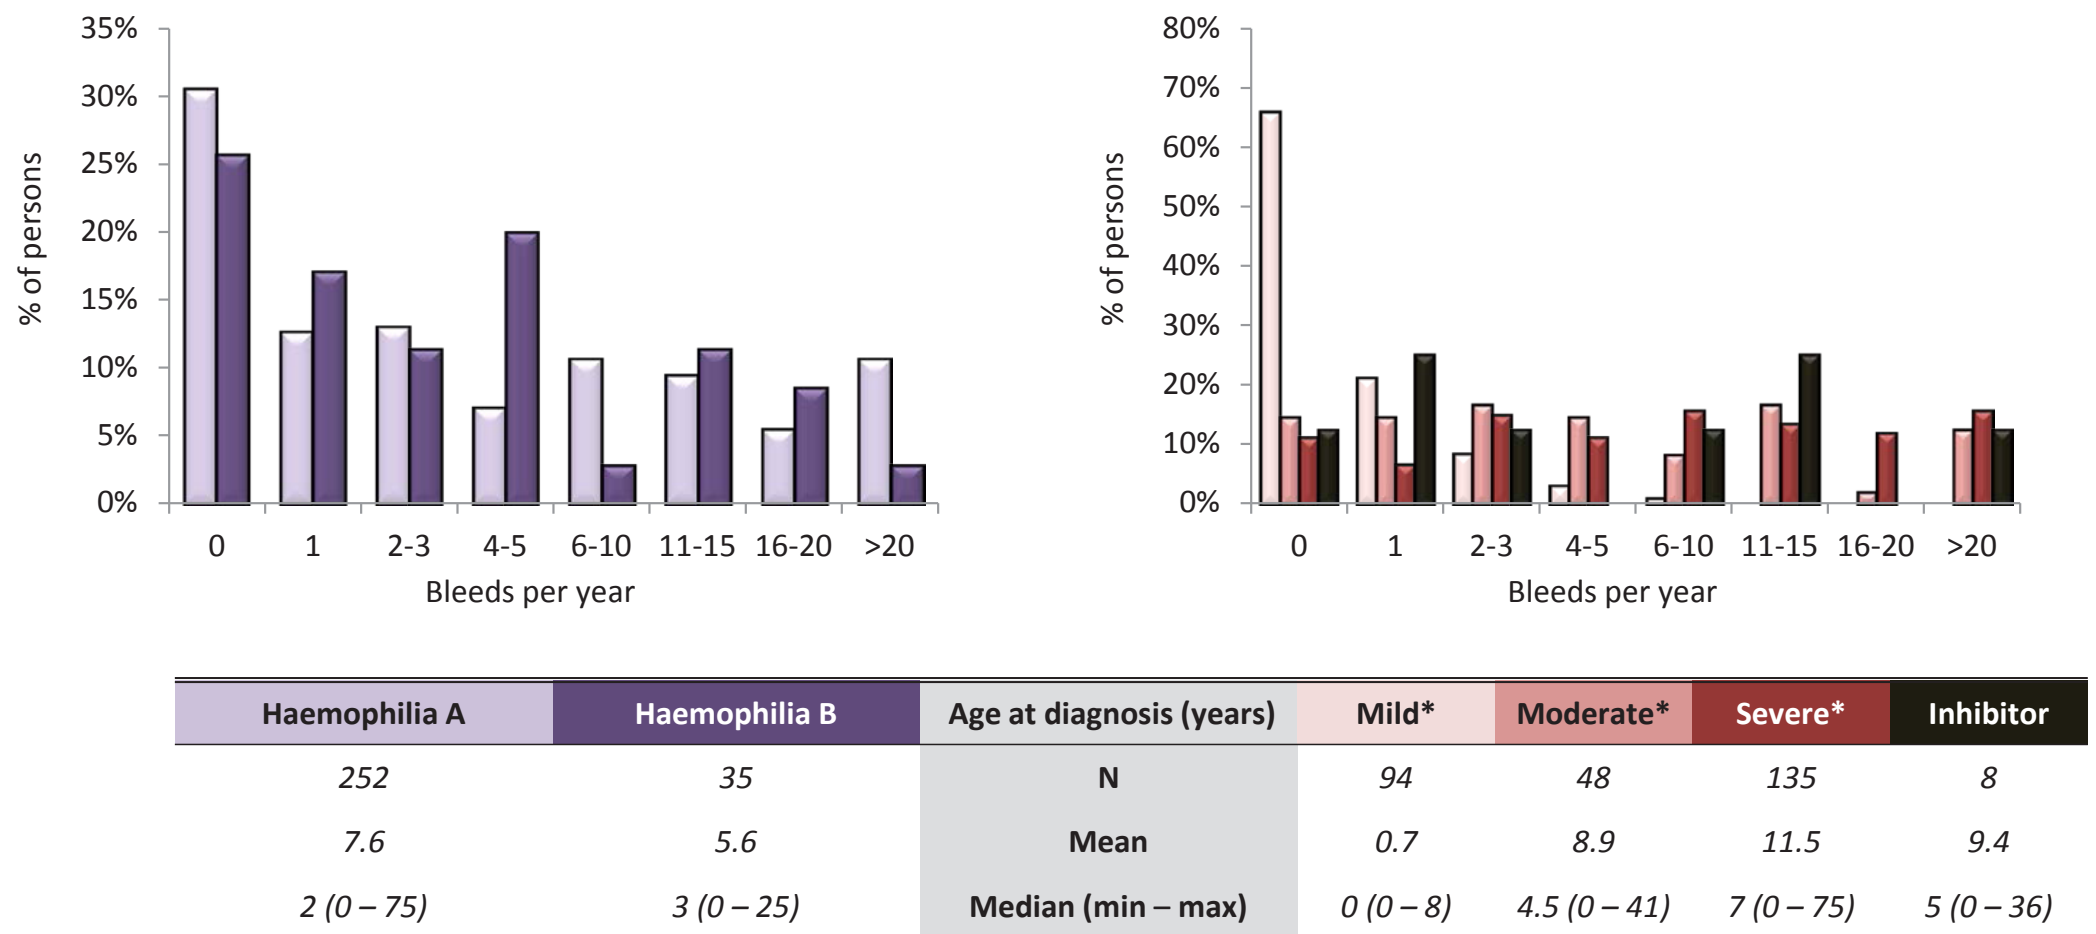 35%
30%
25%
20%
15%
10%
5%
0%
% of persons
0 1 2-3 4-5 6-10 11-15 16-20 >20
Bleeds per year
80%
70%
60%
50%
40%
30%
20%
10%
0%
% of persons
0 1 2-3 4-5 6-10 11-15 16-20 >20
Bleeds per year
Haemophilia A Haemophilia B Age at diagnosis (years) Mild* Moderate* Severe* Inhibitor
252 35 N 94 48 135 8
7.6 5.6 Mean 0.7 8.9 11.5 9.4
2 (0 – 75) 3 (0 – 25) Median (min – max) 0 (0 – 8) 4.5 (0 – 41) 7 (0 – 75) 5 (0 – 36)